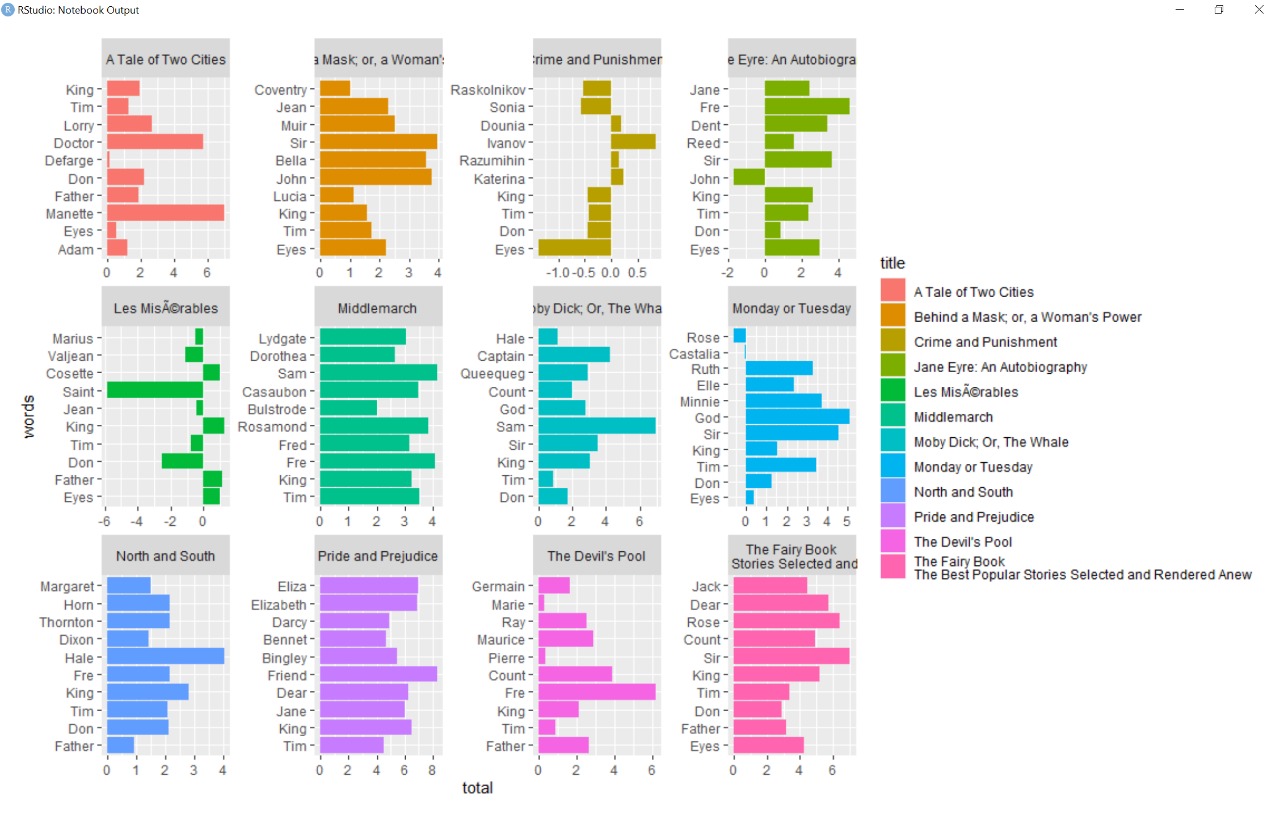 RStudio: Notebook Output
A Tale of Two Cities
King
Tim
Lorry
Doctor
Defarge
Don
Father
Manette
Eyes
Adam
0 2 4 6
a Mask; or, a Woman's
Coventry
Jean
Muir
Sir
Bella
John
Lucia
King
Tim
Eyes
0 1 2 3 4
Crime and Punishmen
Raskolnikov
Sonia
Dounia
Ivanov
Razumihin
Katerina
King
Tim
Don
Eyes
-1.0 -0.5 0.0 0.5
e Eyre: An Autobiogra
Jane
Fre
Dent
Reed
Sir
John
King
Tim
Don
Eyes
-2 0 2 4
Les MisÃ©rables
Marius
Valjean
Cosette
Saint
Jean
King
Tim
Don
Father
Eyes
-6 -4 -2 0
Middlemarch
Lydgate
Dorothea
Sam
Casaubon
Bulstrode
Rosamond
Fred
Fre
King
Tim
0 1 2 3 4
oby Dick; Or, The Wha
Hale
Captain
Queequeg
Count
God
Sam
Sir
King
Tim
Don
0 2 4 6
Monday or Tuesday
Rose
Castalia
Ruth
Elle
Minnie
God
Sir
King
Tim
Don
Eyes
0 1 2 3 4 5
North and South
Margaret
Horn
Thornton
Dixon
Hale
Fre
King
Tim
Don
Father
0 1 2 3 4
Pride and Prejudice
Eliza
Elizabeth
Darcy
Bennet
Bingley
Friend
Dear
Jane
King
Tim
0 2 4 6 8
The Devil's Pool
Germain
Marie
Ray
Maurice
Pierre
Count
Fre
King
Tim
Father
0 2 4 6
The Fairy Book
Stories Selected and
Jack
Dear
Rose
Count
Sir
King
Tim
Don
Father
Eyes
0 2 4 6
words
total
title
A Tale of Two Cities
Behind a Mask; or, a Woman's Power
Crime and Punishment
Jane Eyre: An Autobiography
Les MisÃ©rables
Middlemarch
Moby Dick; Or, The Whale
Monday or Tuesday
North and South
Pride and Prejudice
The Devil's Pool
The Fairy Book
The Best Popular Stories Selected and Rendered Anew